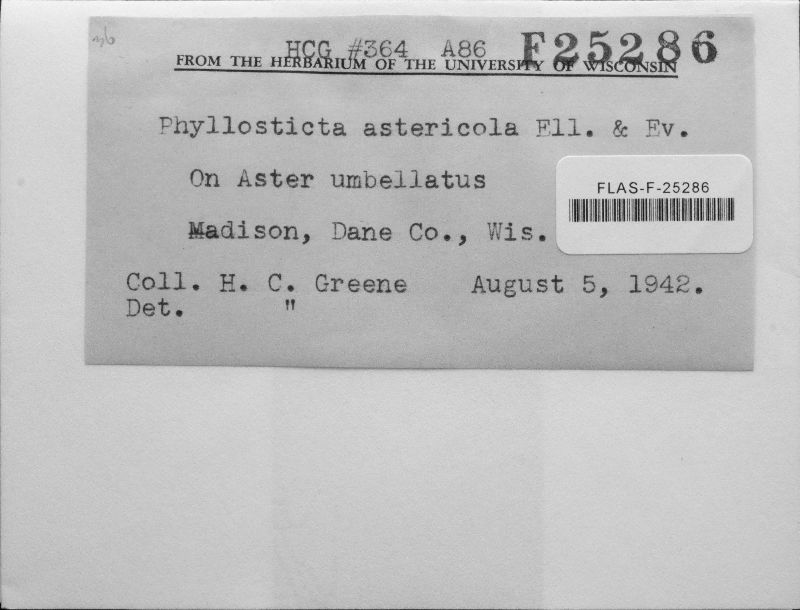 HCG #364 A86 F25286
FROM THE HERBARIUM OF THE UNIVERSITY OF WISCONSIN
Phyllosticta astericola Ell. & Ev.
On Aster umbellatus
FLAS-F-25286
Madison, Dane Co., Wis.
Coll. H. C. Greene August 5, 1942.
Det. "